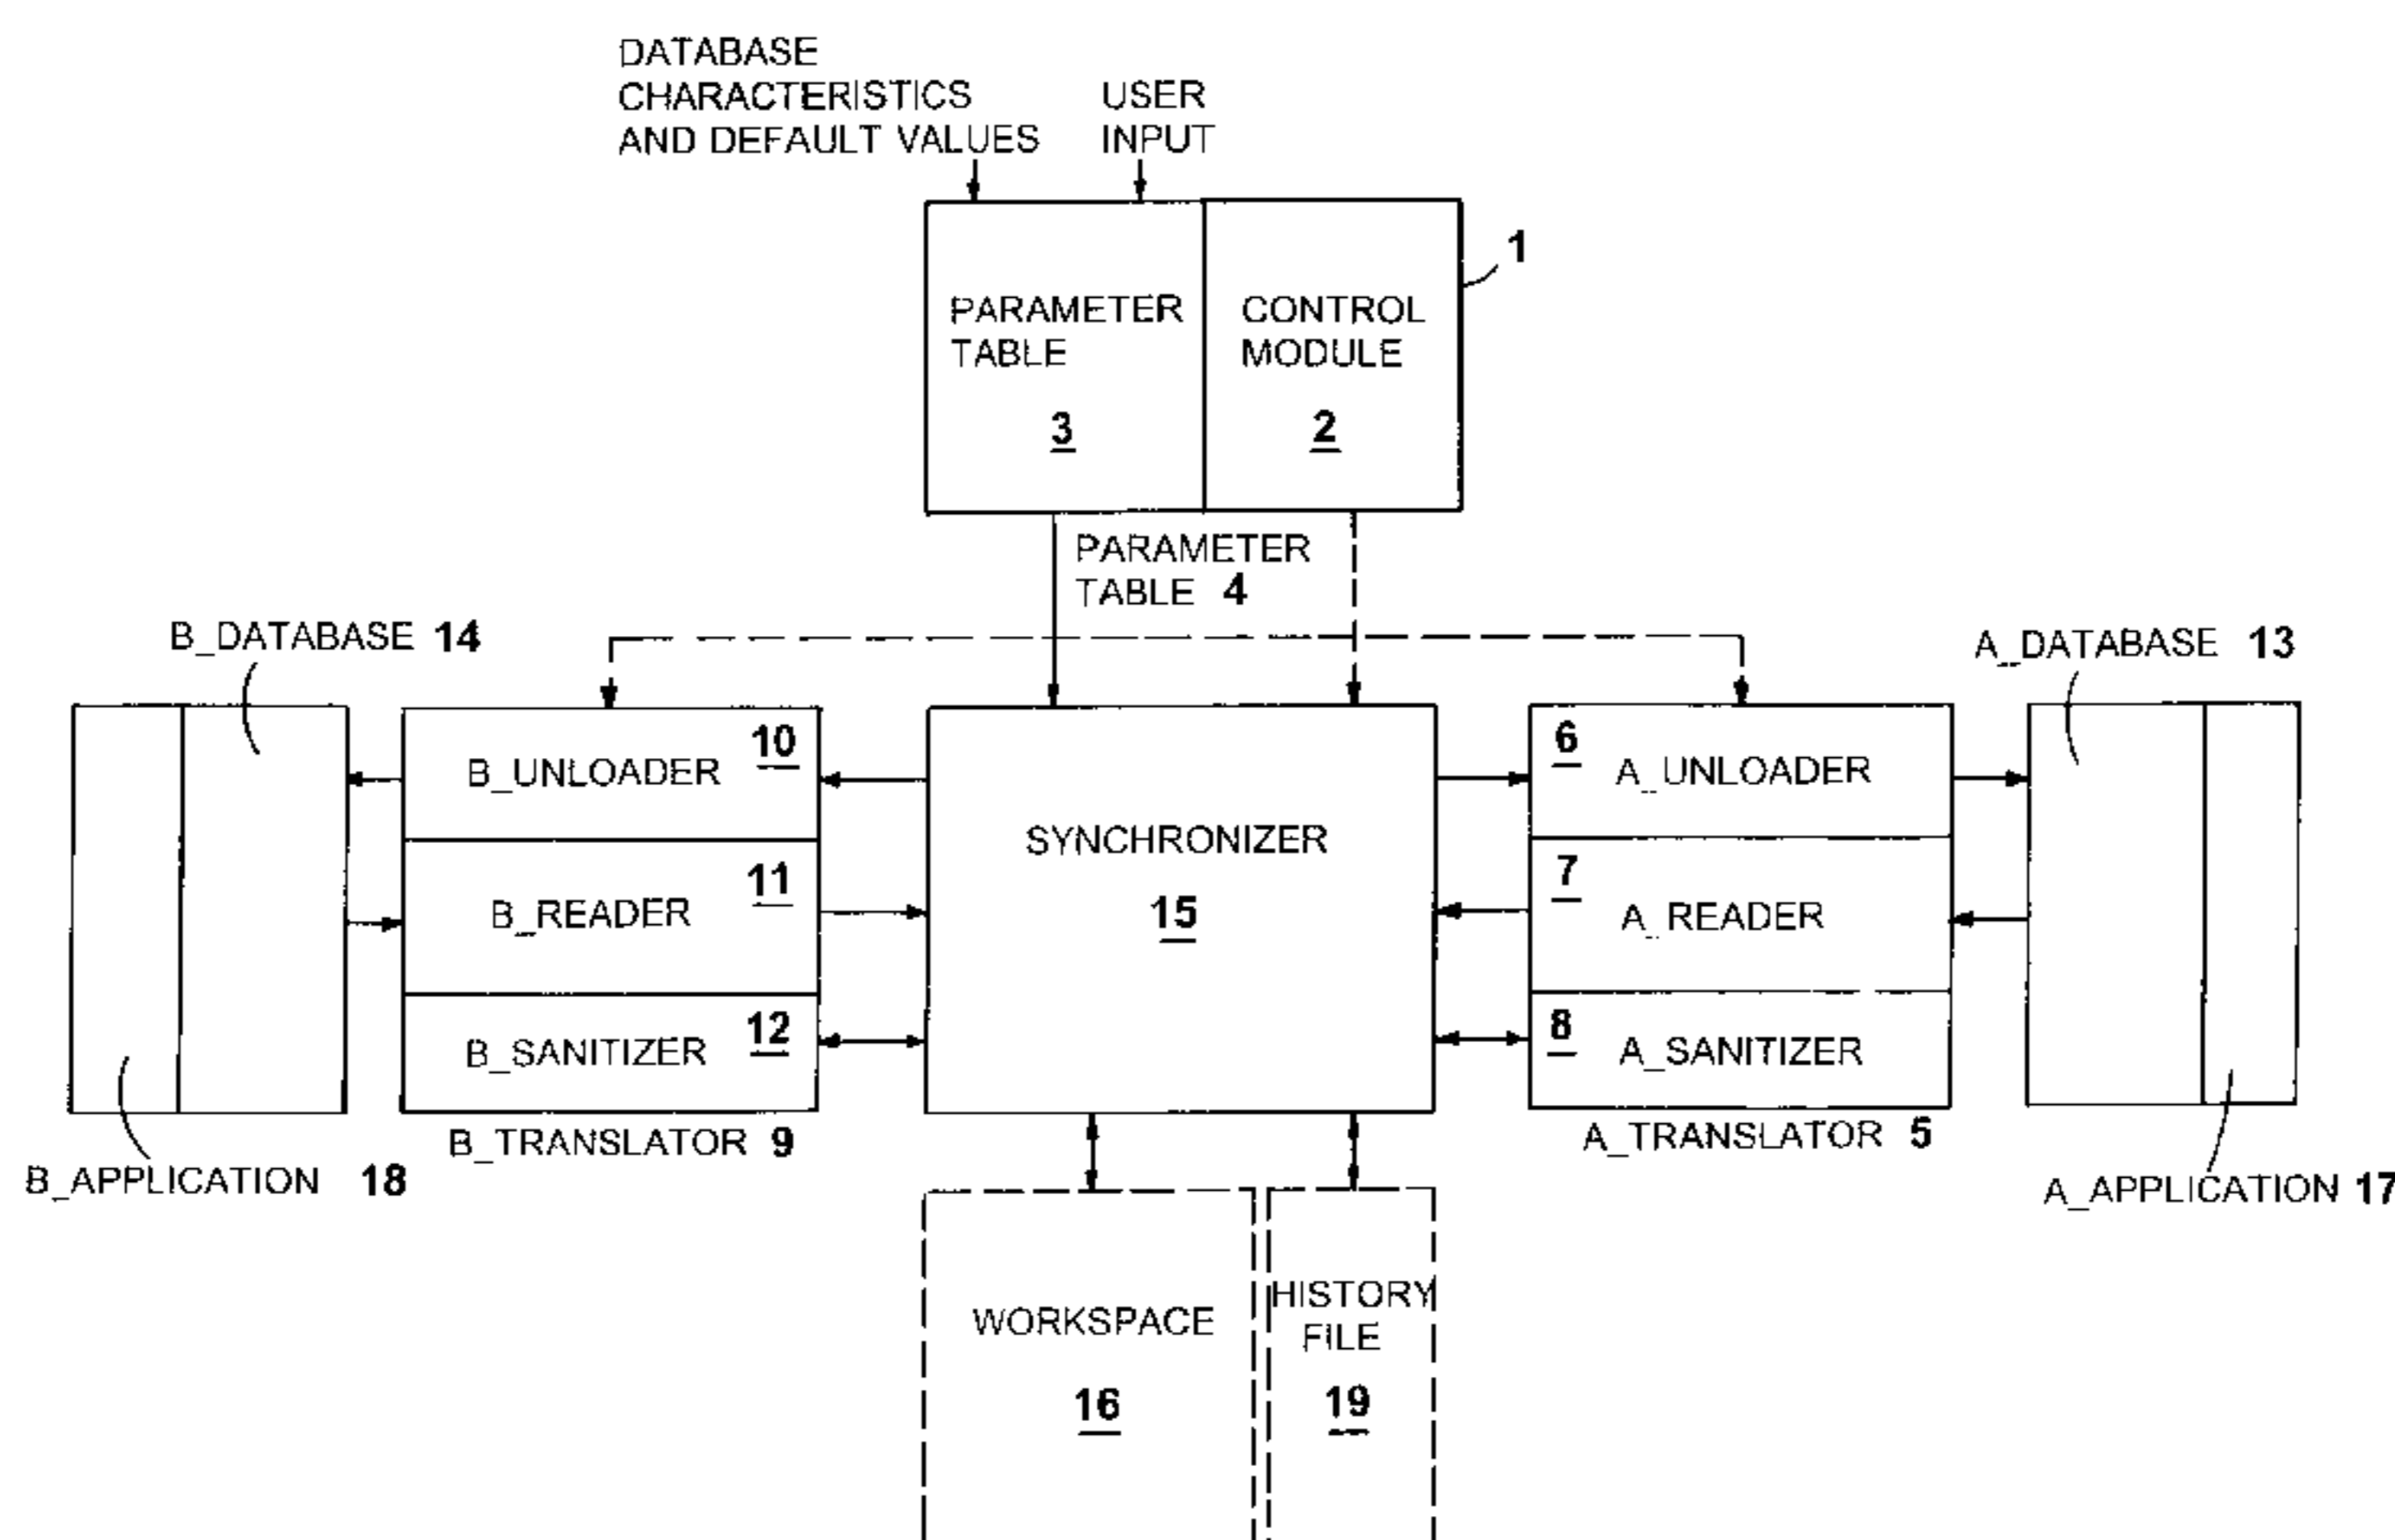 DATABASE
CHARACTERISTICS
AND DEFAULT VALUES
USER
INPUT
1
PARAMETER
TABLE
3
CONTROL
MODULE
2
PARAMETER
TABLE 4
B_DATABASE 14
A_DATABASE 13
10
B_UNLOADER
11
B_READER
12
B_SANITIZER
B_TRANSLATOR 9
B_APPLICATION 18
SYNCHRONIZER
15
6
A_UNLOADER
7
A_READER
8
A_SANITIZER
A_TRANSLATOR 5
A_APPLICATION 17
WORKSPACE
16
HISTORY
FILE
19